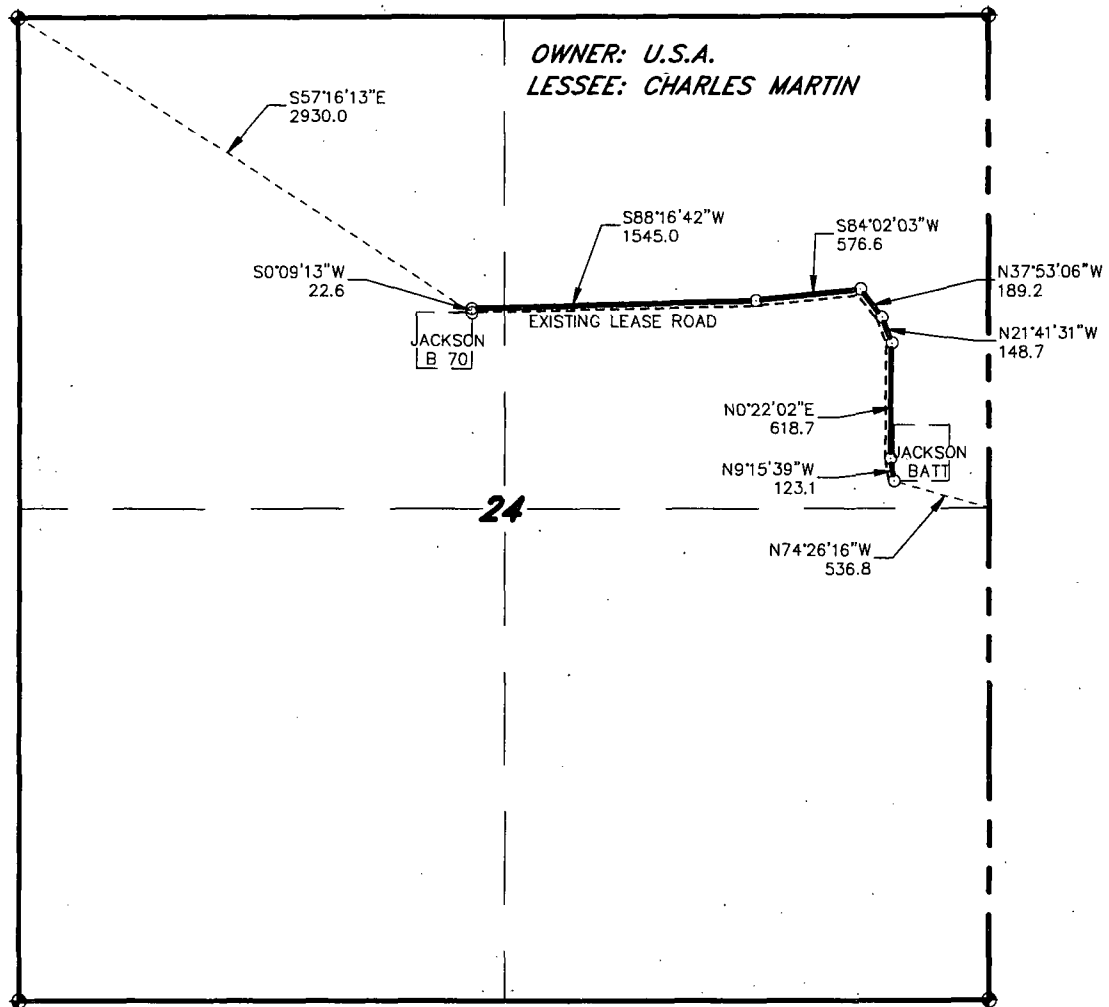 OWNER: U.S.A.
LESSEE: CHARLES MARTIN
S57°16'13"E
2930.0
S88°16'42"W
1545.0
S84°02'03"W
576.6
S0°09'13"W
22.6
N37°53'06"W
189.2
EXISTING LEASE ROAD
JACKSON
B 70
N21°41'31"W
148.7
N0°22'02"E
618.7
JACKSON
BATT
N9°15'39"W
123.1
24
N74°26'16"W
536.8